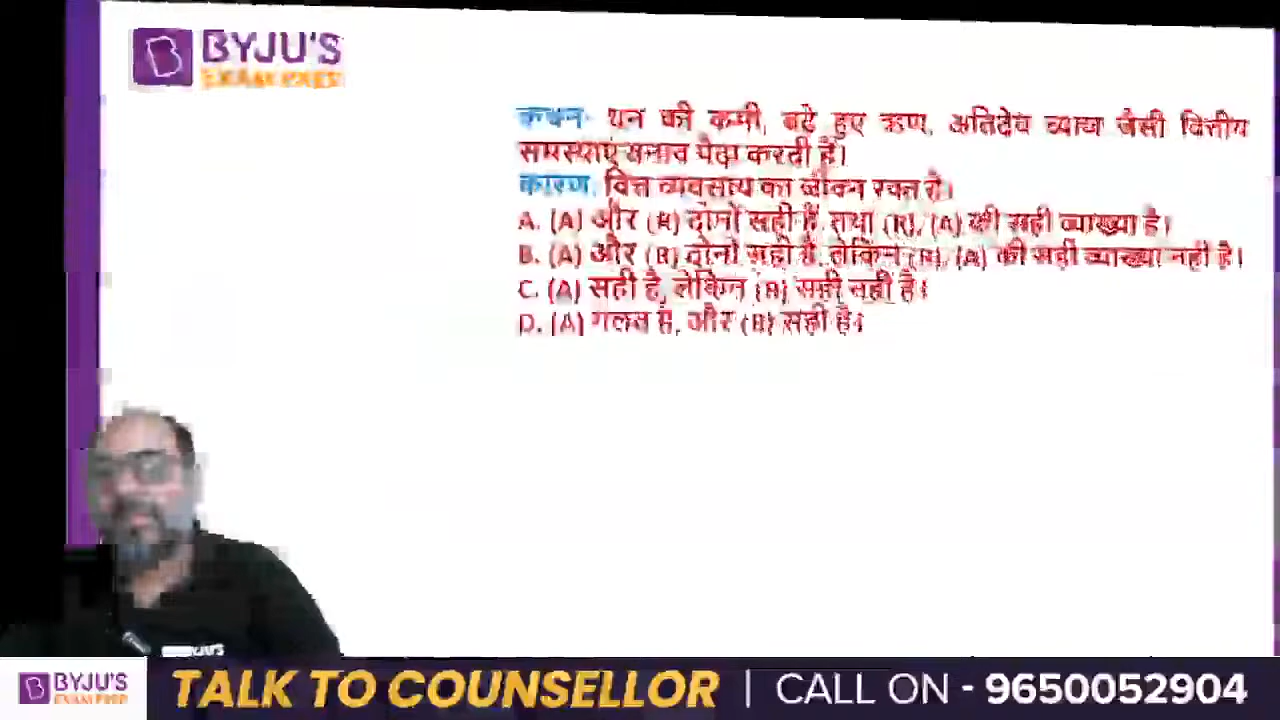 BYJU'S
EXAM PREP
कथन: धन की कमी, बढ़े हुए ऋण, अतिदेय ब्याज जैसी वित्तीय
समस्याएं तनाव पैदा करती हैं।
कारण: वित्त व्यवसाय का जीवन रक्त है।
A. (A) और (R) दोनों सही हैं, तथा (R), (A) की सही व्याख्या है।
B. (A) और (R) दोनों सही हैं, लेकिन (R), (A) की सही व्याख्या नहीं है।
C. (A) सही है, लेकिन (R) सही नहीं है।
D. (A) गलत है, और (R) सही है।
BYJU'S
EXAM PREP
TALK TO COUNSELLOR | CALL ON - 9650052904